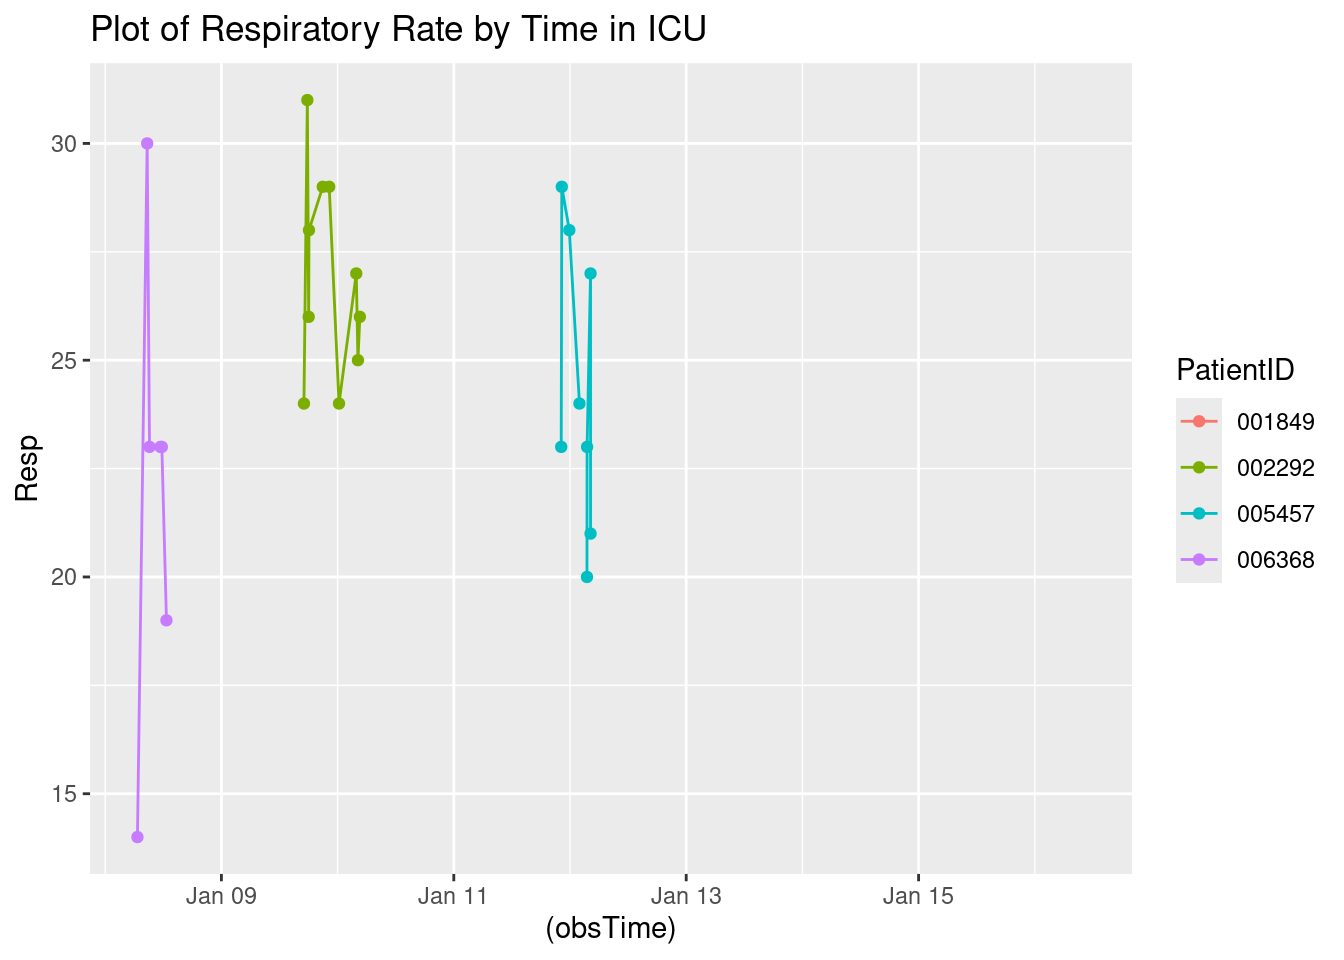 Plot of Respiratory Rate by Time in ICU
30
25
20
15
Resp
Jan 09
Jan 11
Jan 13
Jan 15
(obsTime)
PatientID
001849
002292
005457
006368